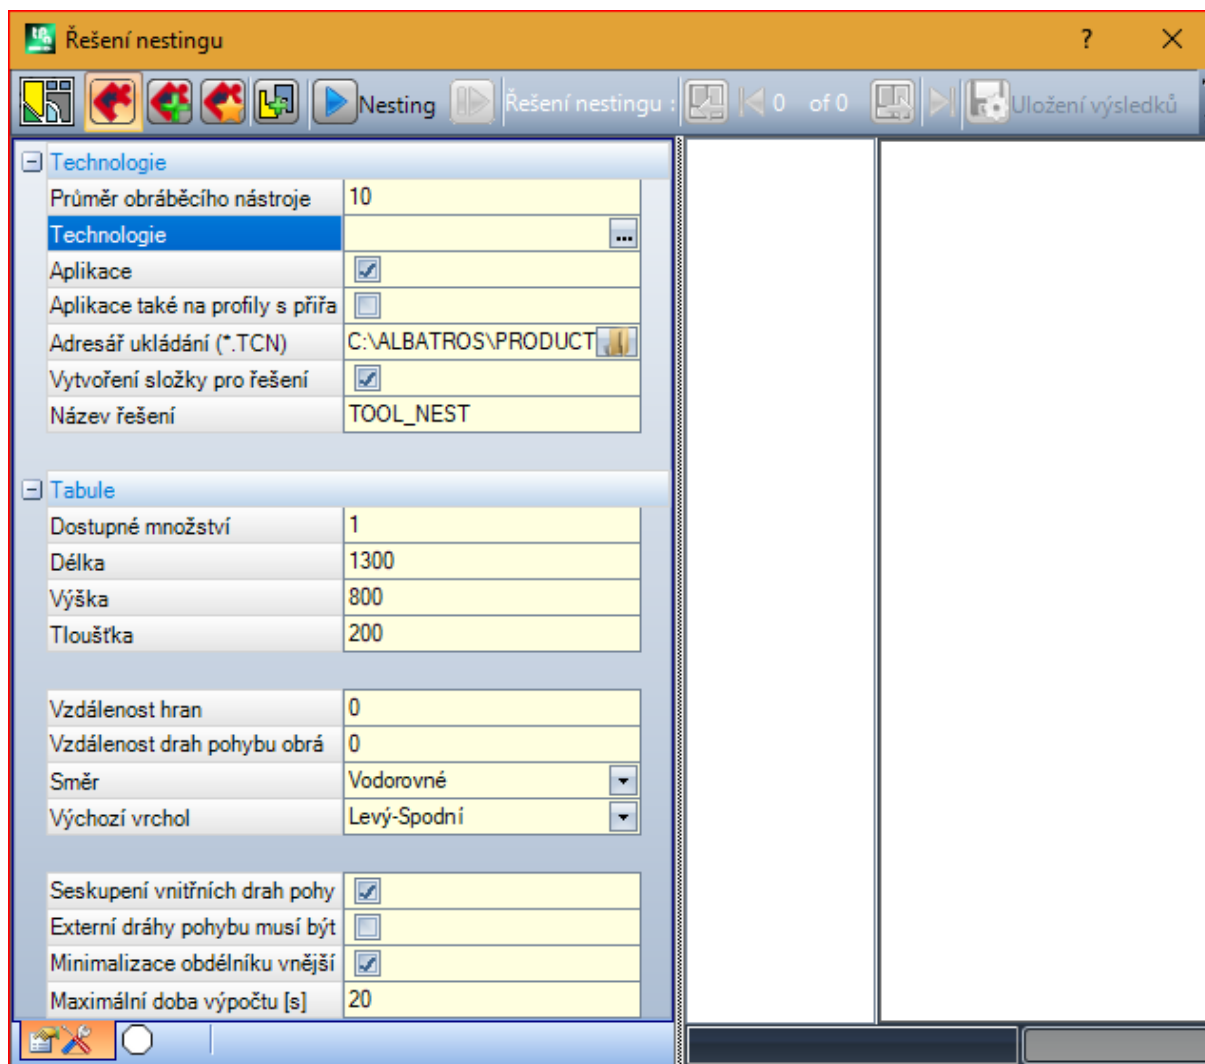 Řešení nestingu ?
Nesting Řešení nestingu : 0 of 0 Uložení výsledků
Technologie
Průměr obráběcího nástroje 10
Technologie ...
Aplikace
Aplikace také na profily s přiřa
Adresář ukládání (*.TCN) C:\ALBATROS\PRODUCT
Vytvoření složky pro řešení
Název řešení TOOL_NEST
Tabule
Dostupné množství 1
Délka 1300
Výška 800
Tloušťka 200
Vzdálenost hran 0
Vzdálenost drah pohybu obrá 0
Směr Vodorovné
Výchozí vrchol Levý-Spodní
Seskupení vnitřních drah pohy
Externí dráhy pohybu musí být
Minimalizace obdélníku vnější
Maximální doba výpočtu [s] 20